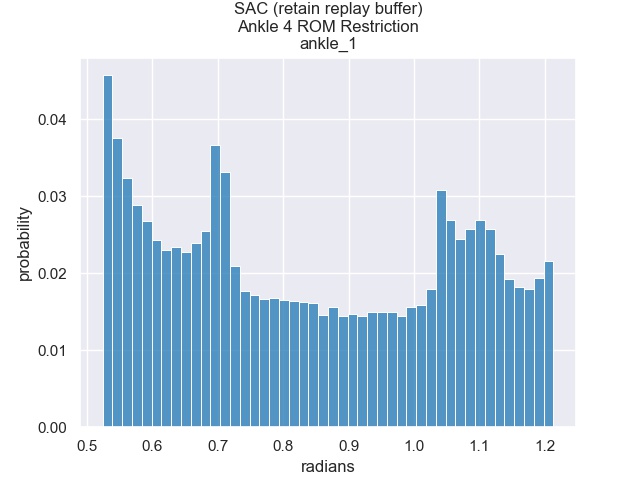 SAC (retain replay buffer)
Ankle 4 ROM Restriction
ankle_1
probability
0.04
0.03
0.02
0.01
0.00
0.5 0.6 0.7 0.8 0.9 1.0 1.1 1.2
radians